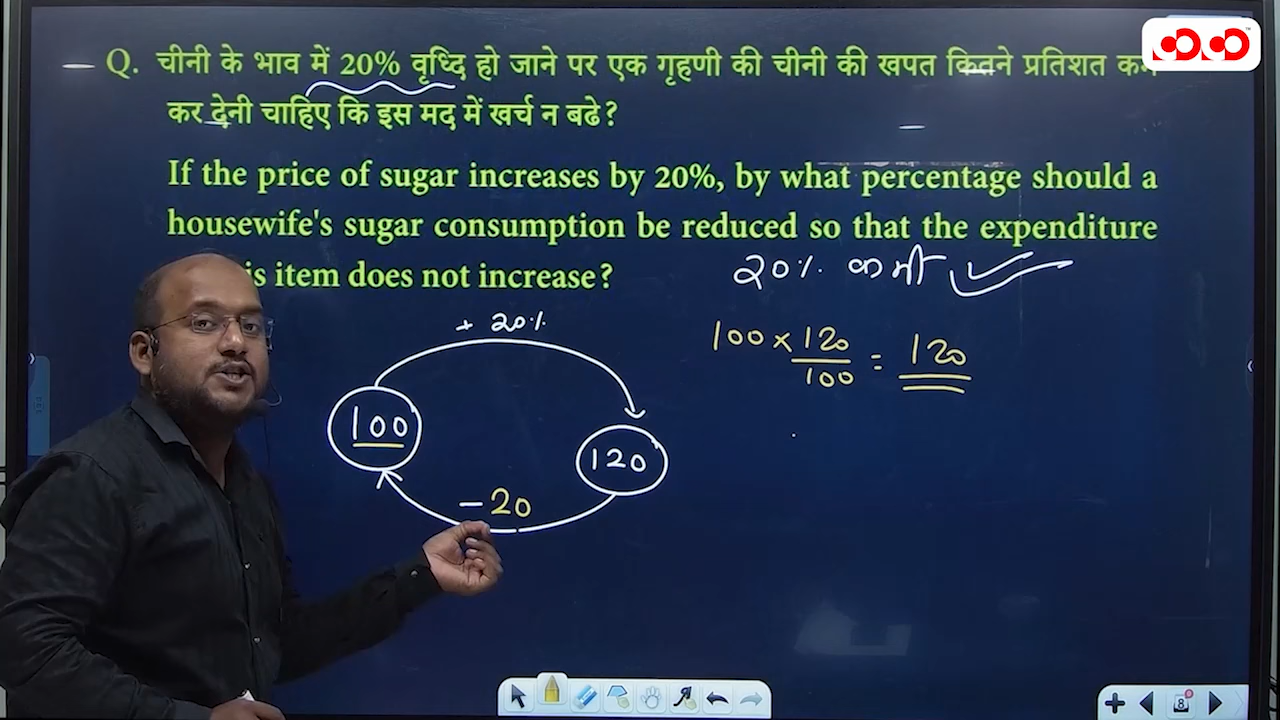 Q. चीनी के भाव में 20% वृध्दि हो जाने पर एक गृहणी की चीनी की खपत कितने प्रतिशत कम
कर देनी चाहिए कि इस मद में खर्च न बढे?
If the price of sugar increases by 20%, by what percentage should a
housewife's sugar consumption be reduced so that the expenditure
is item does not increase?
20% कमी
+ 20%
100 × 120/100 = 120
100
120
- 20
8